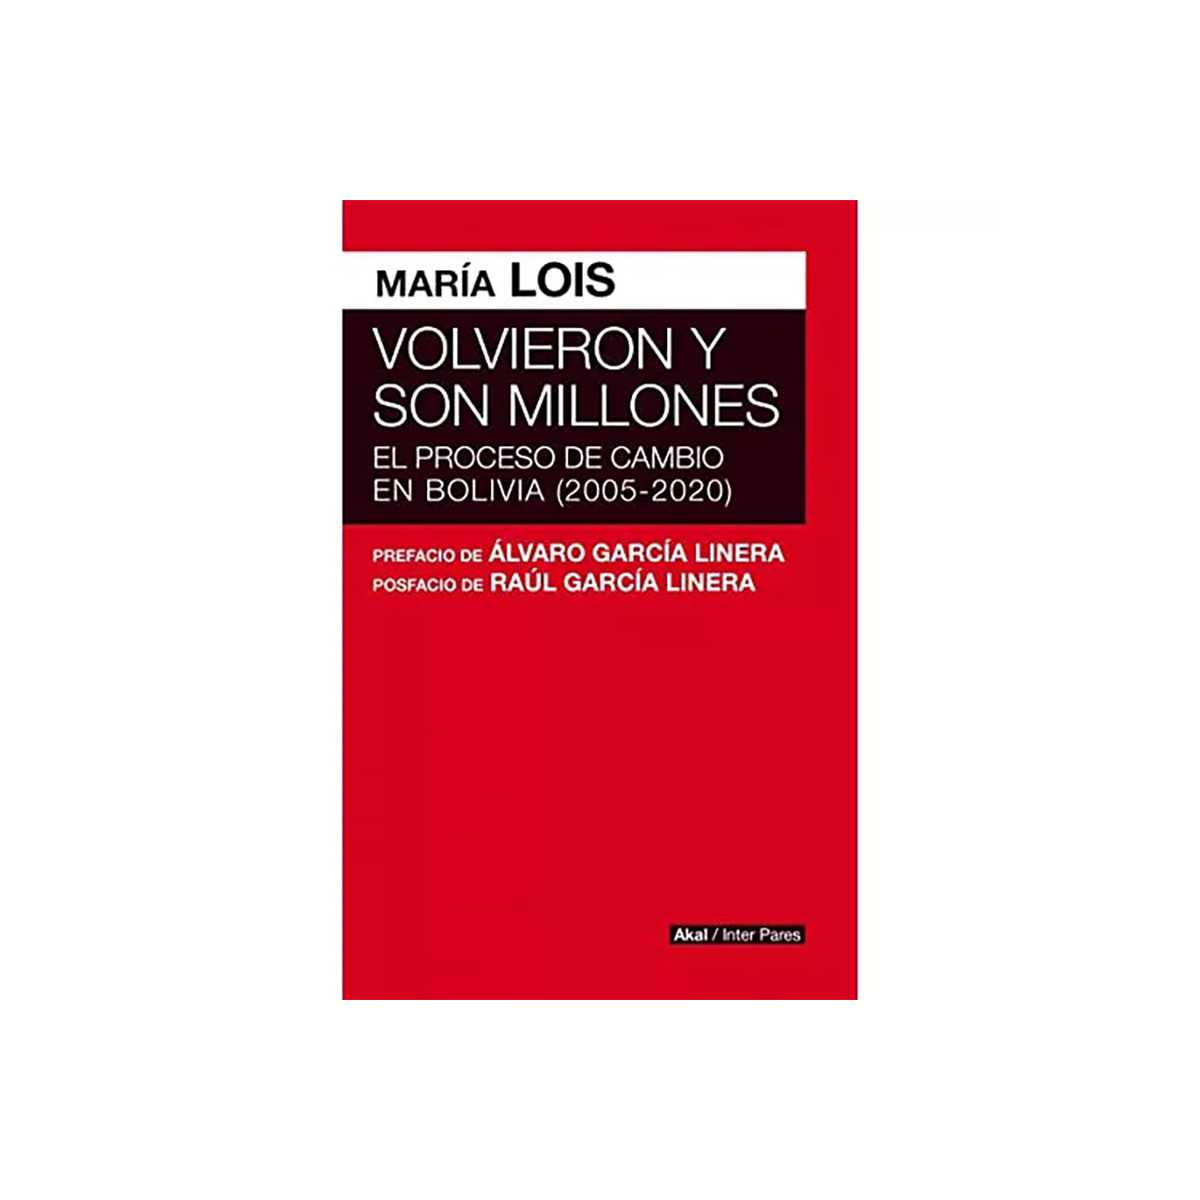 MARÍA LOIS
VOLVIERON Y
SON MILLONES
EL PROCESO DE CAMBIO
EN BOLIVIA (2005-2020)
PREFACIO DE ÁLVARO GARCÍA LINERA
POSFACIO DE RAÚL GARCÍA LINERA
Akal / Inter Pares